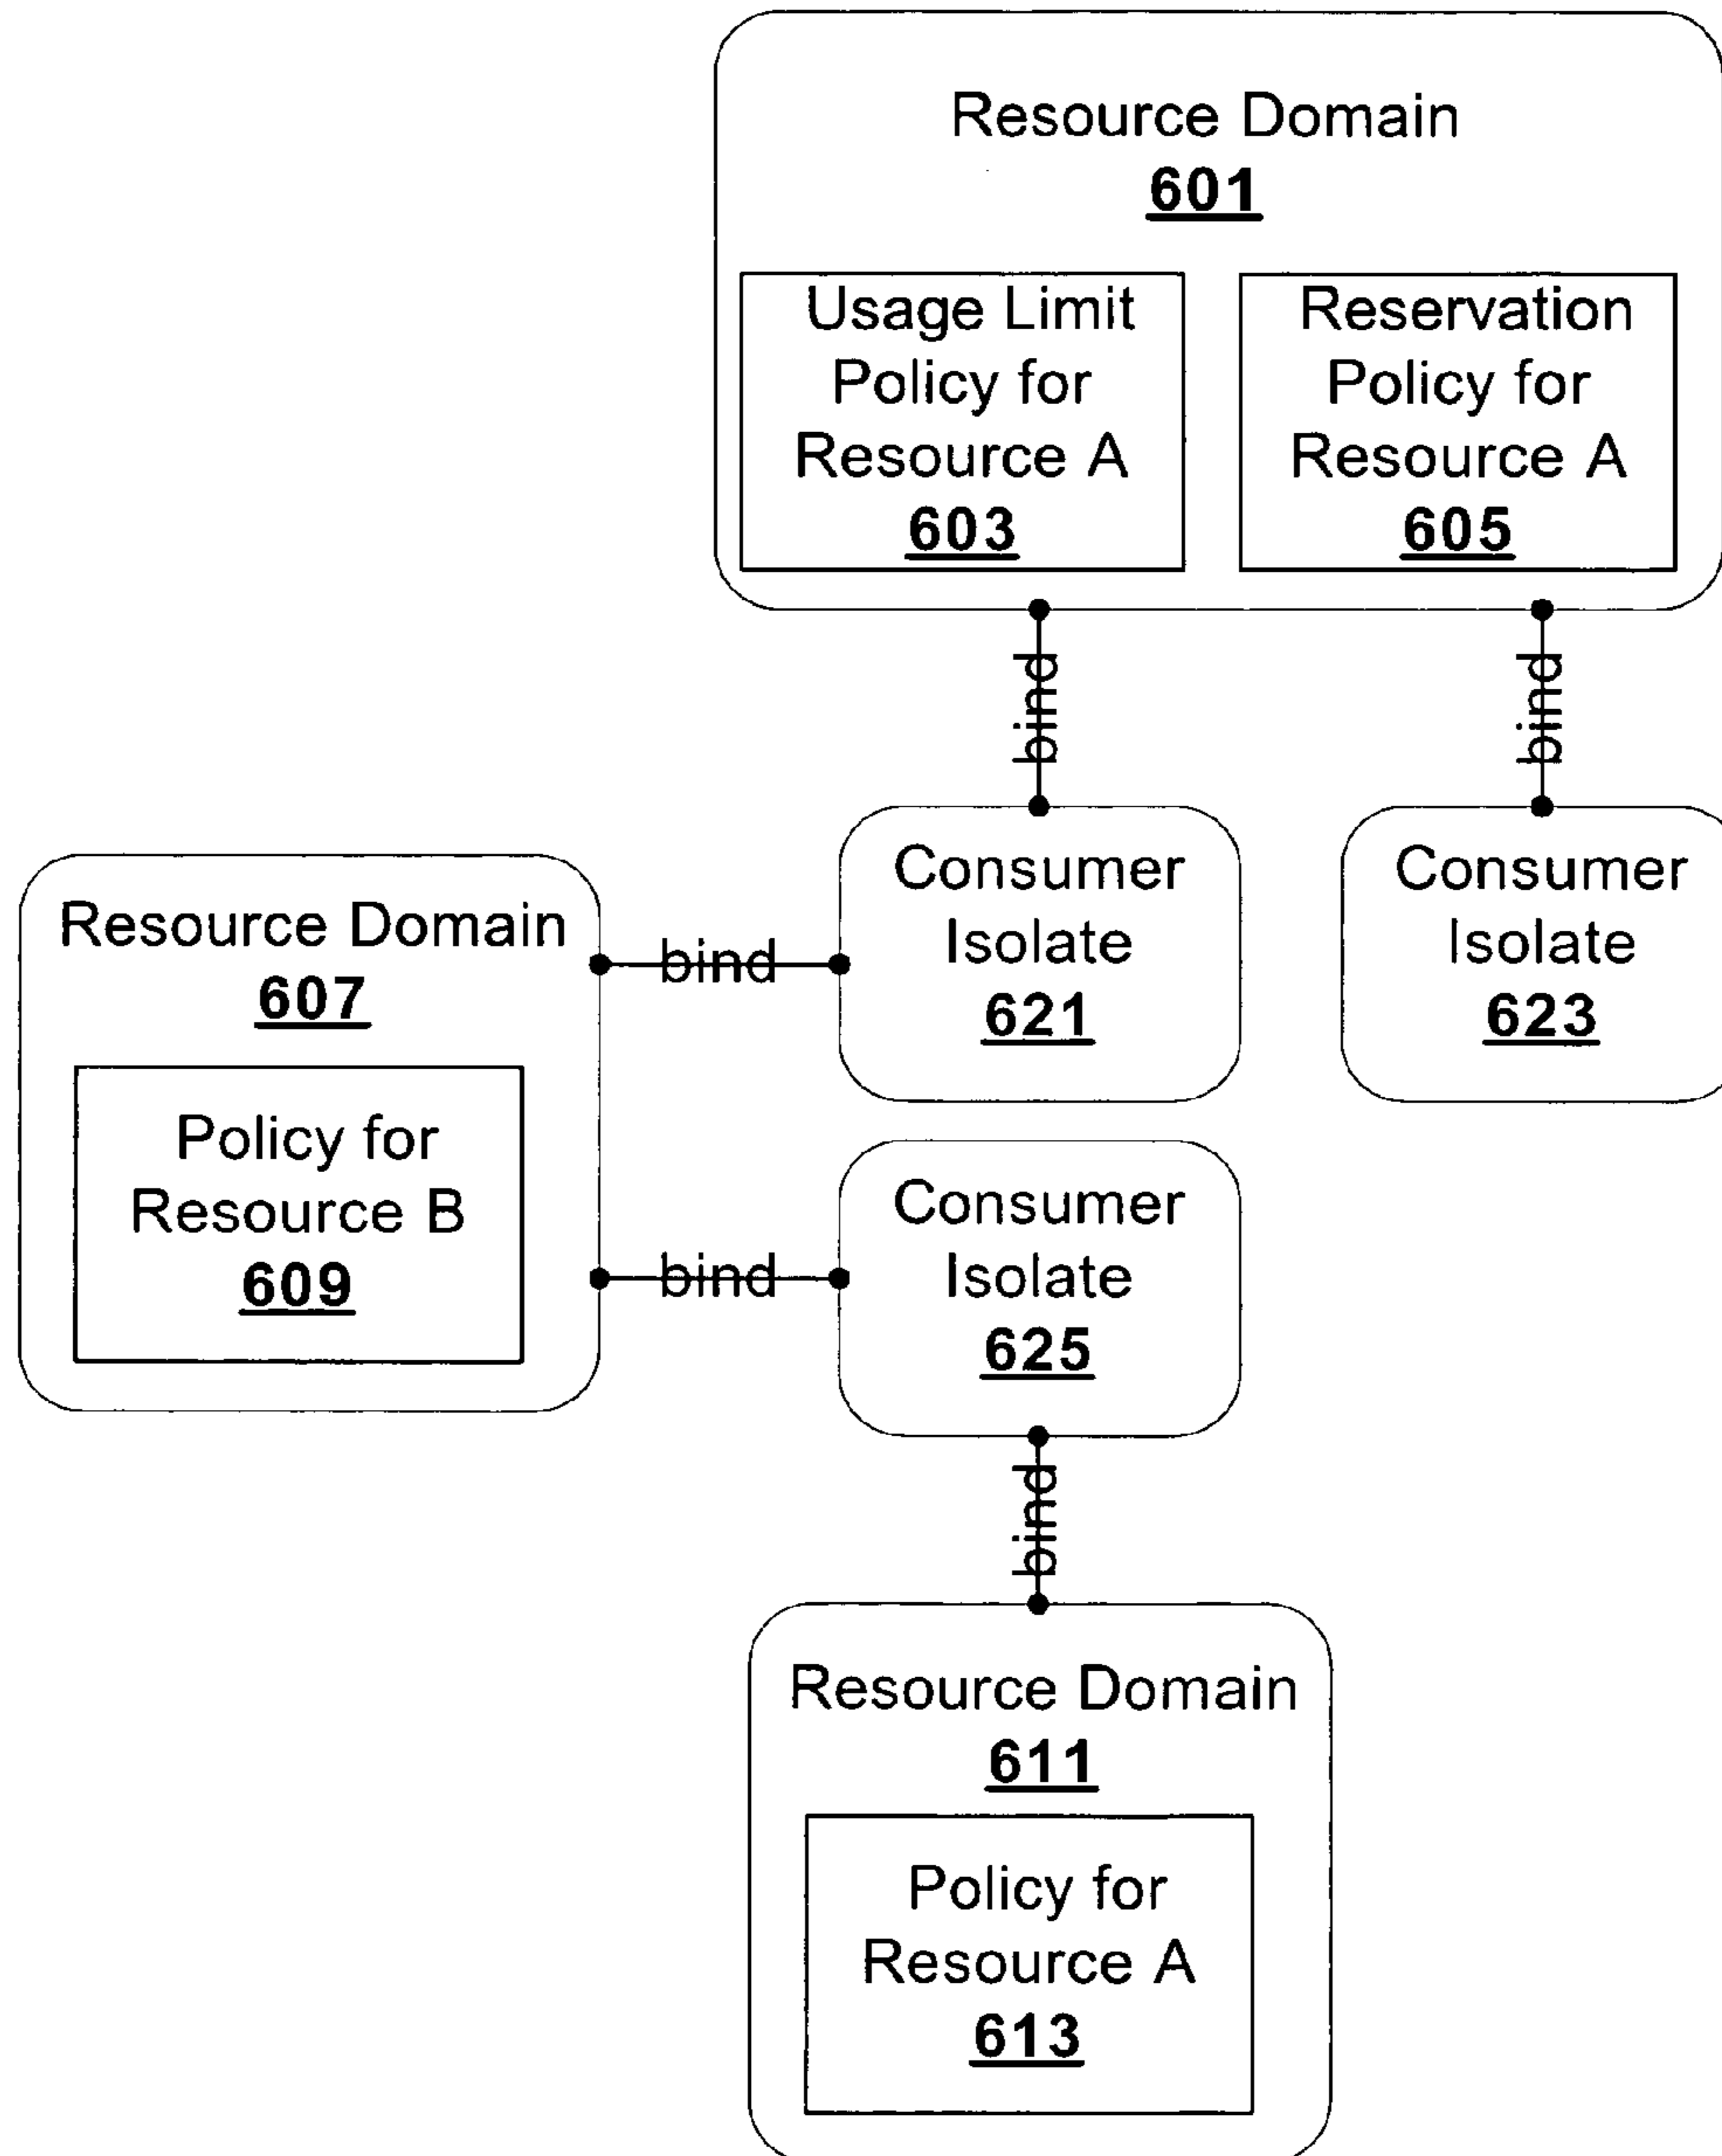 Resource Domain
601
Usage Limit
Policy for
Resource A
603
Reservation
Policy for
Resource A
605
bind
bind
Resource Domain
607
Policy for
Resource B
609
bind
bind
Consumer
Isolate
621
Consumer
Isolate
623
Consumer
Isolate
625
bind
Resource Domain
611
Policy for
Resource A
613